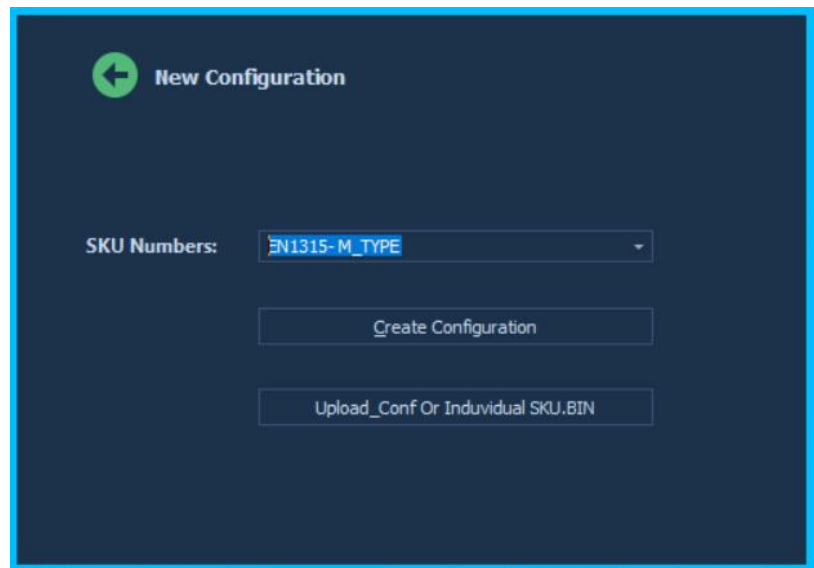 New Configuration
SKU Numbers: EN1315- M_TYPE
Create Configuration
Upload_Conf Or Induvidual SKU.BIN